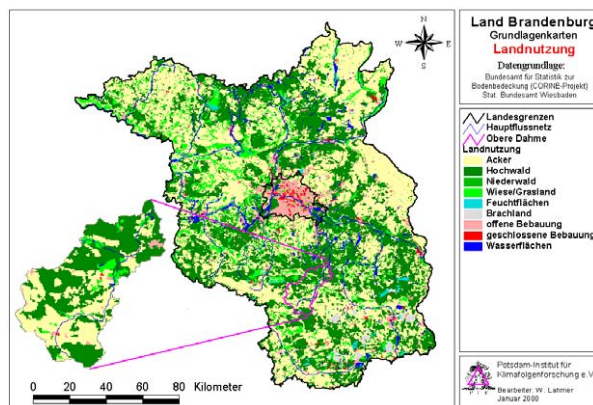 N
W E
S
0 20 40 60 80 Kilometer
Land Brandenburg
Grundlagenkarten
Landnutzung
Datengrundlage:
Bundesamt für Statistik zur
Bodenbedeckung (CORINE-Projekt)
Stat. Bundesamt Wiesbaden
Landesgrenzen
Hauptflussnetz
Obere Dahme
Landnutzung
Acker
Hochwald
Niederwald
Wiese/Grasland
Feuchtflächen
Brachland
offene Bebauung
geschlossene Bebauung
Wasserflächen
Potsdam-Institut für
Klimafolgenforschung e.V.
Bearbeiter: W. Lahmer
Januar 2000